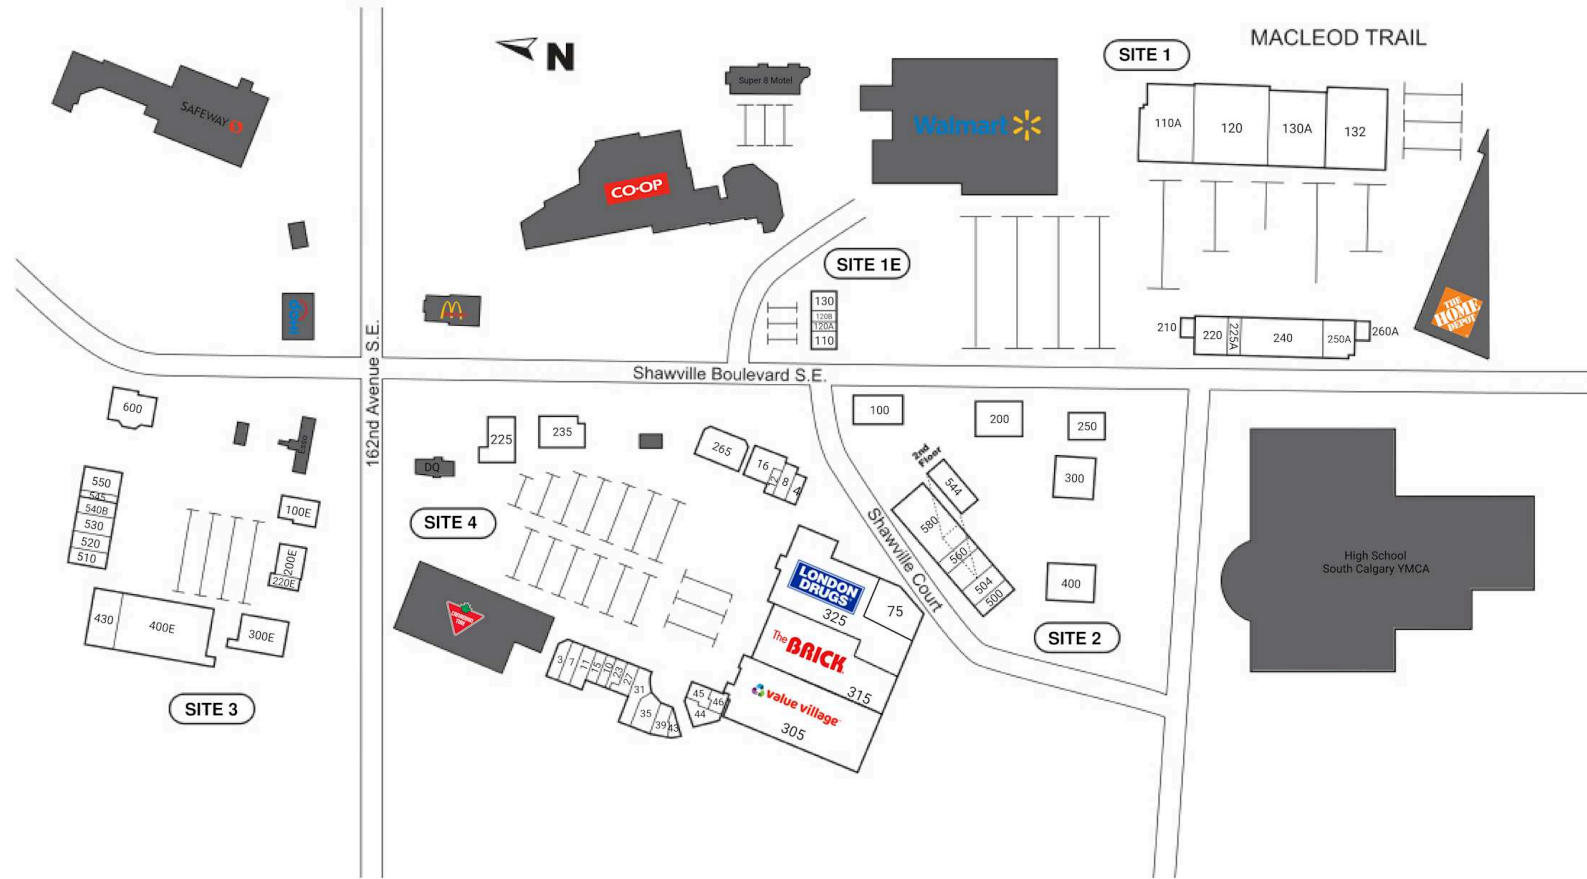 MACLEOD TRAIL
SITE 1
N
Super 8 Motel
SAFEWAY
Walmart
110A
120
130A
132
CO-OP
SITE 1E
130
120B
120A
110
THE HOME DEPOT
210
220
225A
240
250A
260A
162nd Avenue S.E.
Shawville Boulevard S.E.
600
Esso
DQ
225
235
265
16
12
8
4
100
200
250
2nd Floor
544
300
580
560
504
500
400
Shawville Court
SITE 2
High School
South Calgary YMCA
550
545
540B
530
520
510
100E
200E
220E
430
400E
300E
SITE 3
SITE 4
CANADIAN TIRE
3
7
11
15
10
23
27
31
35
39
43
45
46
44
LONDON DRUGS
325
75
The BRICK
315
value village
305